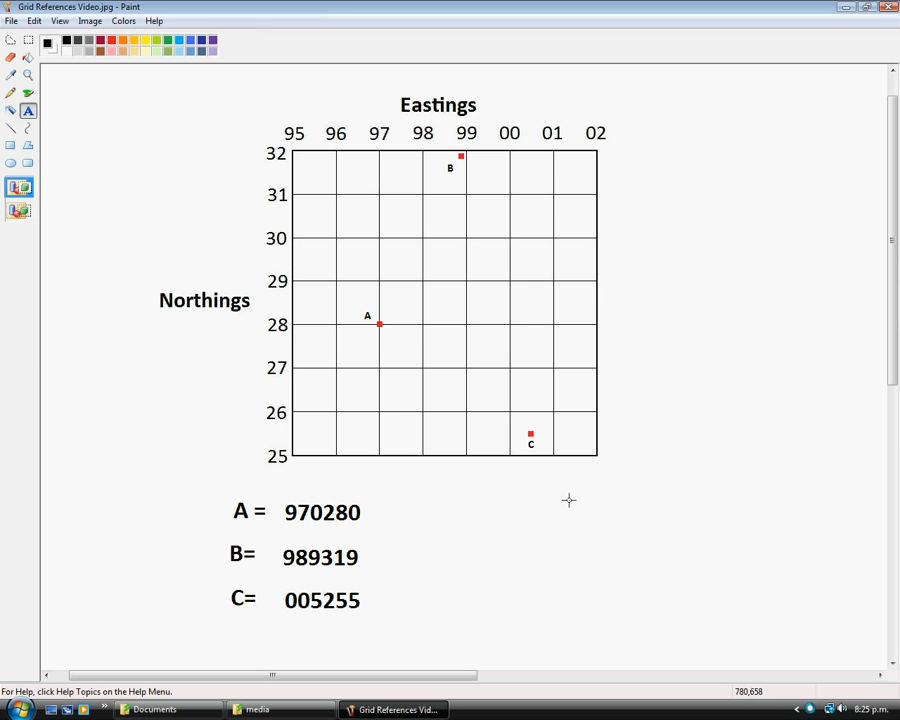 Grid References Video.jpg - Paint
File Edit View Image Colors Help
Eastings
95 96 97 98 99 00 01 02
32
B
31
30
29
Northings
A
28
27
26
C
25
A = 970280
B= 989319
C= 005255
For Help, click Help Topics on the Help Menu.
780,658
Documents
media
Grid References Vid...
8:25 p.m.